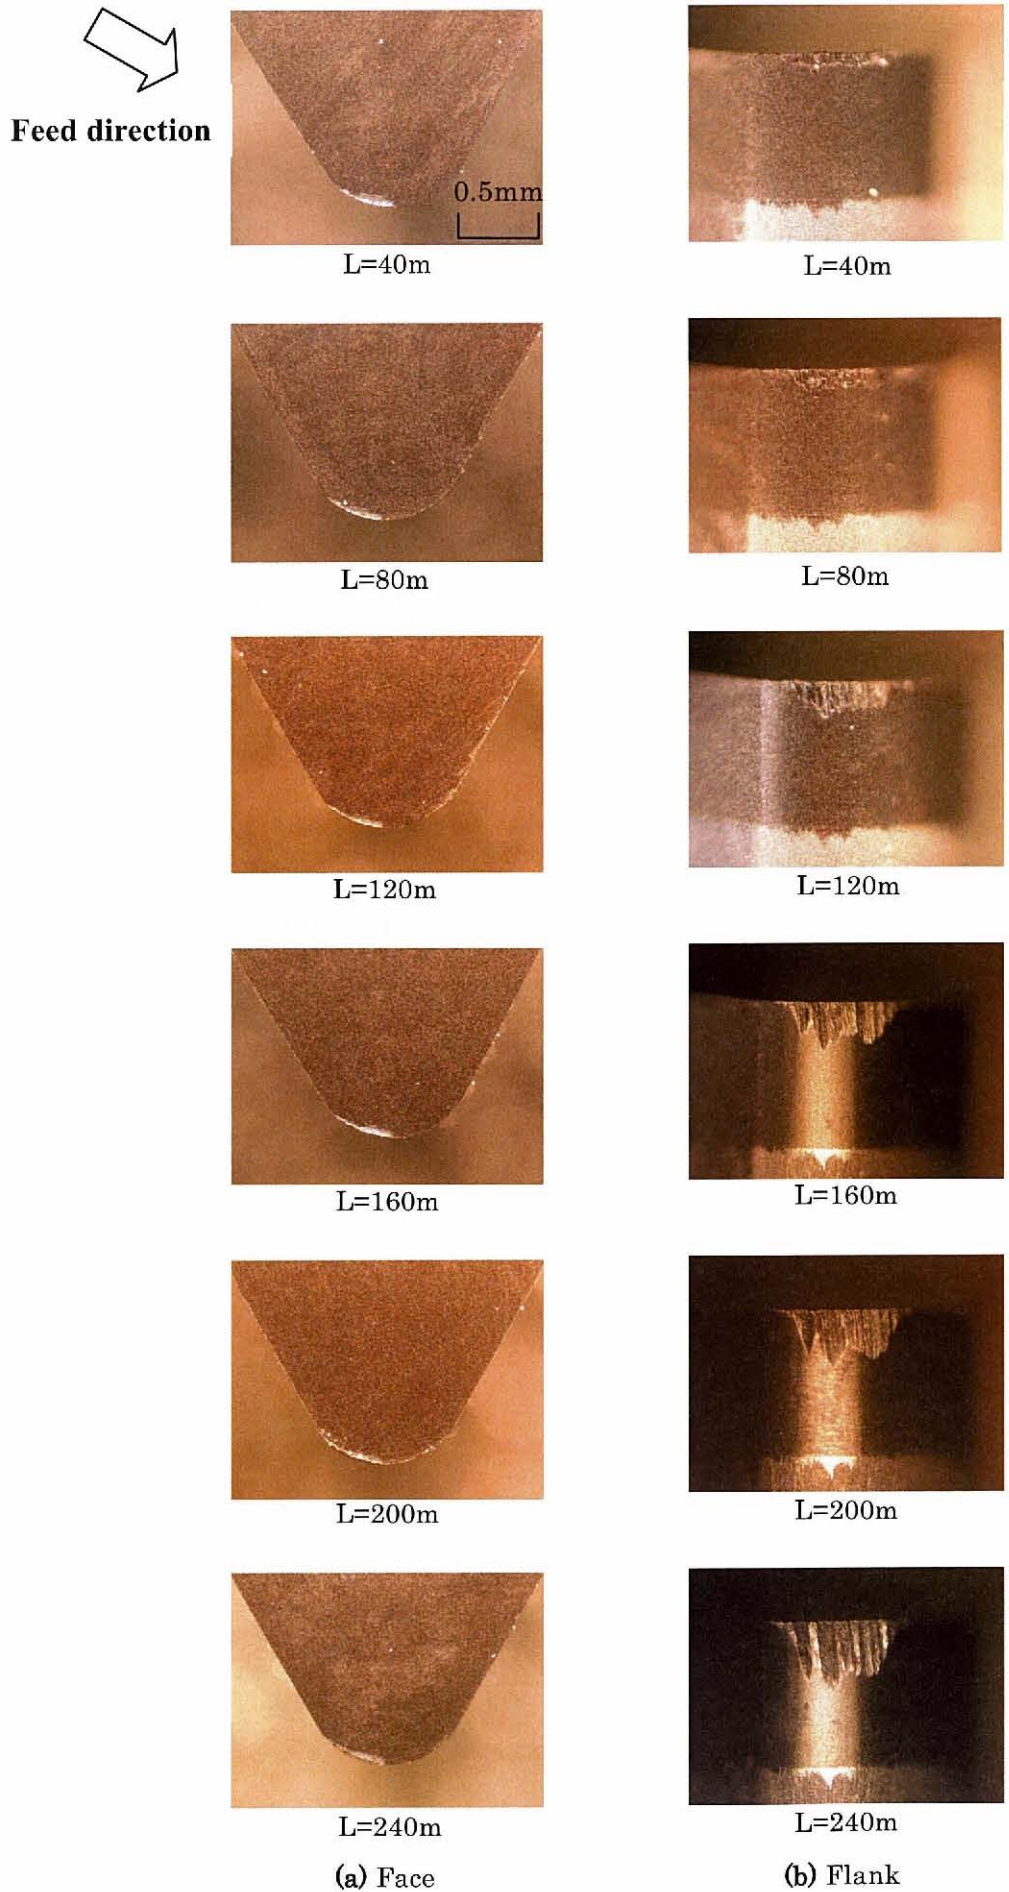 Feed direction
0.5mm
L=40m
L=40m
L=80m
L=80m
L=120m
L=120m
L=160m
L=160m
L=200m
L=200m
L=240m
L=240m
(a) Face
(b) Flank